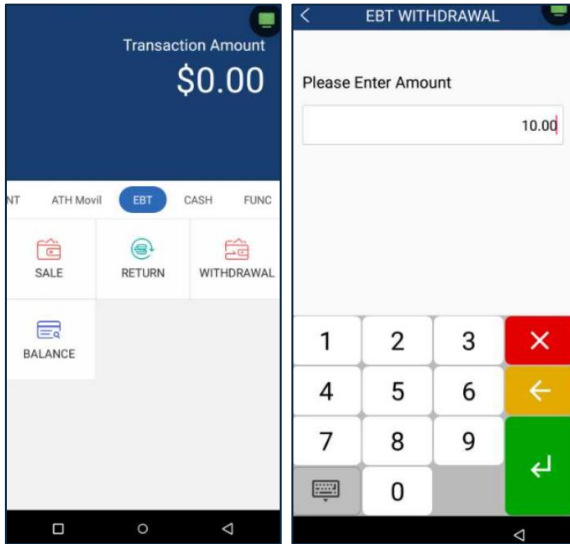 Transaction Amount
$0.00
NT ATH Movil EBT CASH FUNC
SALE RETURN WITHDRAWAL
BALANCE
EBT WITHDRAWAL
Please Enter Amount
10.00
1 2 3
4 5 6
7 8 9
0